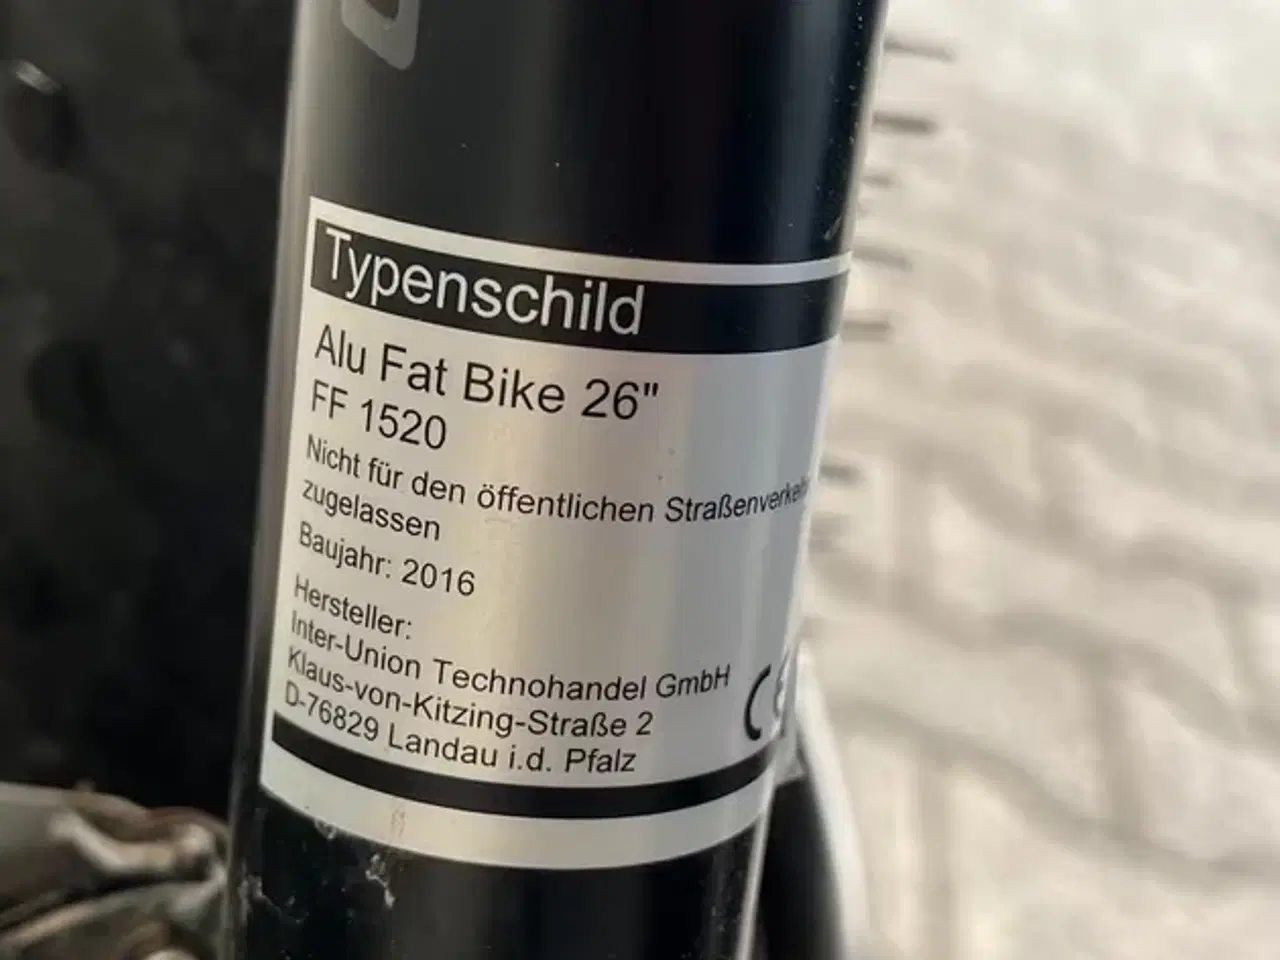 Typenschild
Alu Fat Bike 26"
FF 1520
Nicht für den öffentlichen Straßenverkehr
zugelassen
Baujahr: 2016
Hersteller:
Inter-Union Technohandel GmbH
Klaus-von-Kitzing-Straße 2
D-76829 Landau i.d. Pfalz
CE